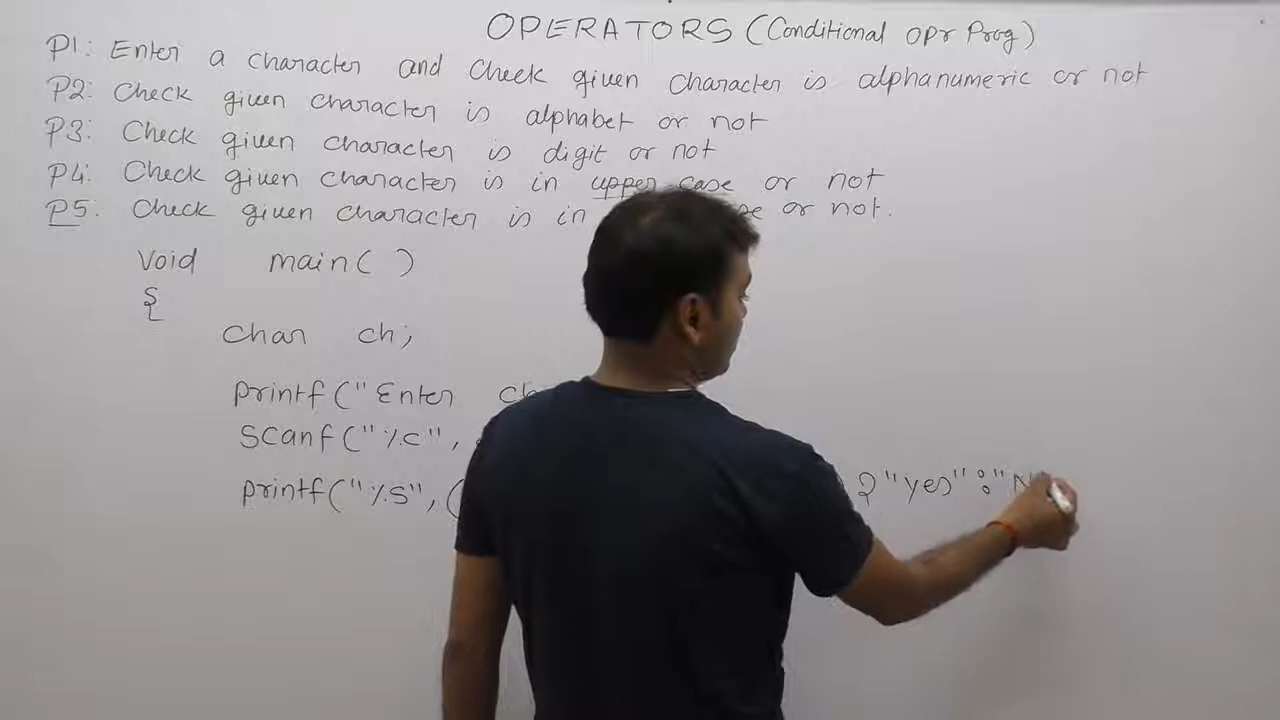 OPERATORS (Conditional opr Prog)
P1: Enter a character and check given character is alphanumeric or not
P2: Check given character is alphabet or not
P3: Check given character is digit or not
P4: Check given character is in upper case or not
P5. Check given character is in or not.
void main( )
{
char ch;
printf("Enter
scanf("%c",
printf("%s", ( ? "yes" : "